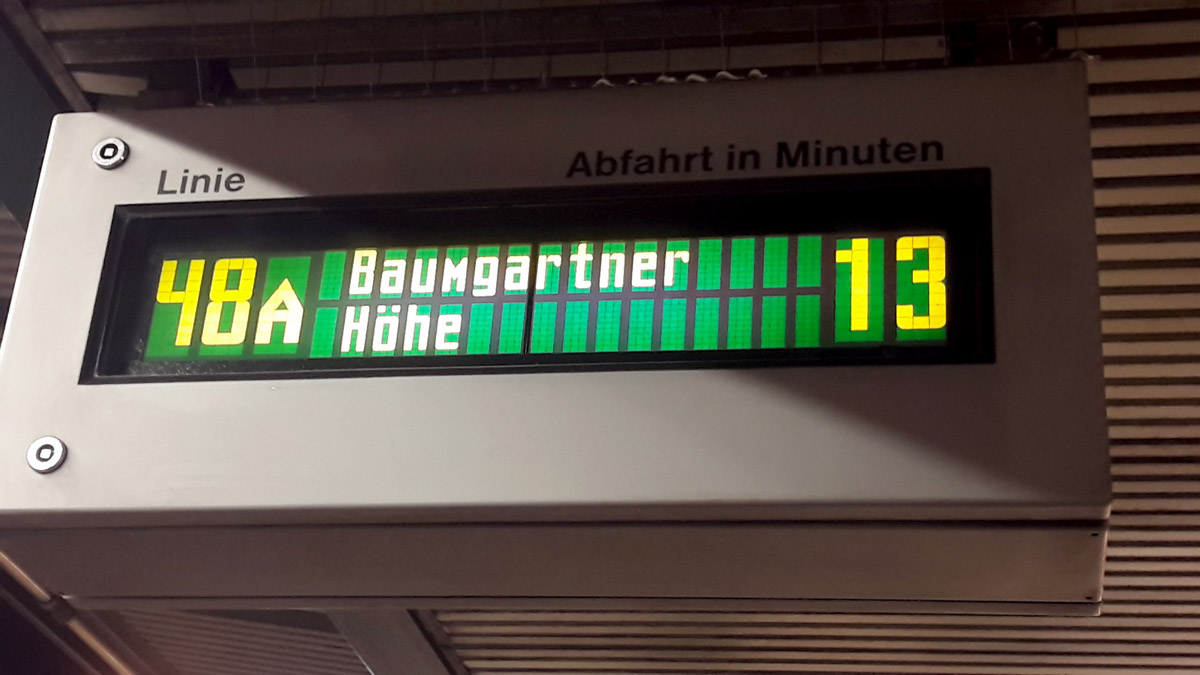 Linie Abfahrt in Minuten
48A Baumgartner 13
Höhe